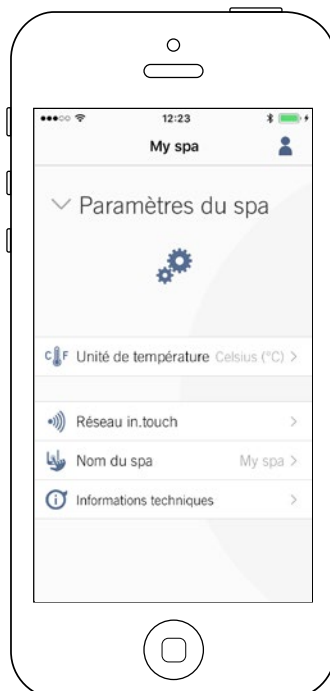 12:23
My spa
Paramètres du spa
C F Unité de température Celsius (°C) >
Réseau in.touch >
Nom du spa My spa >
Informations techniques >